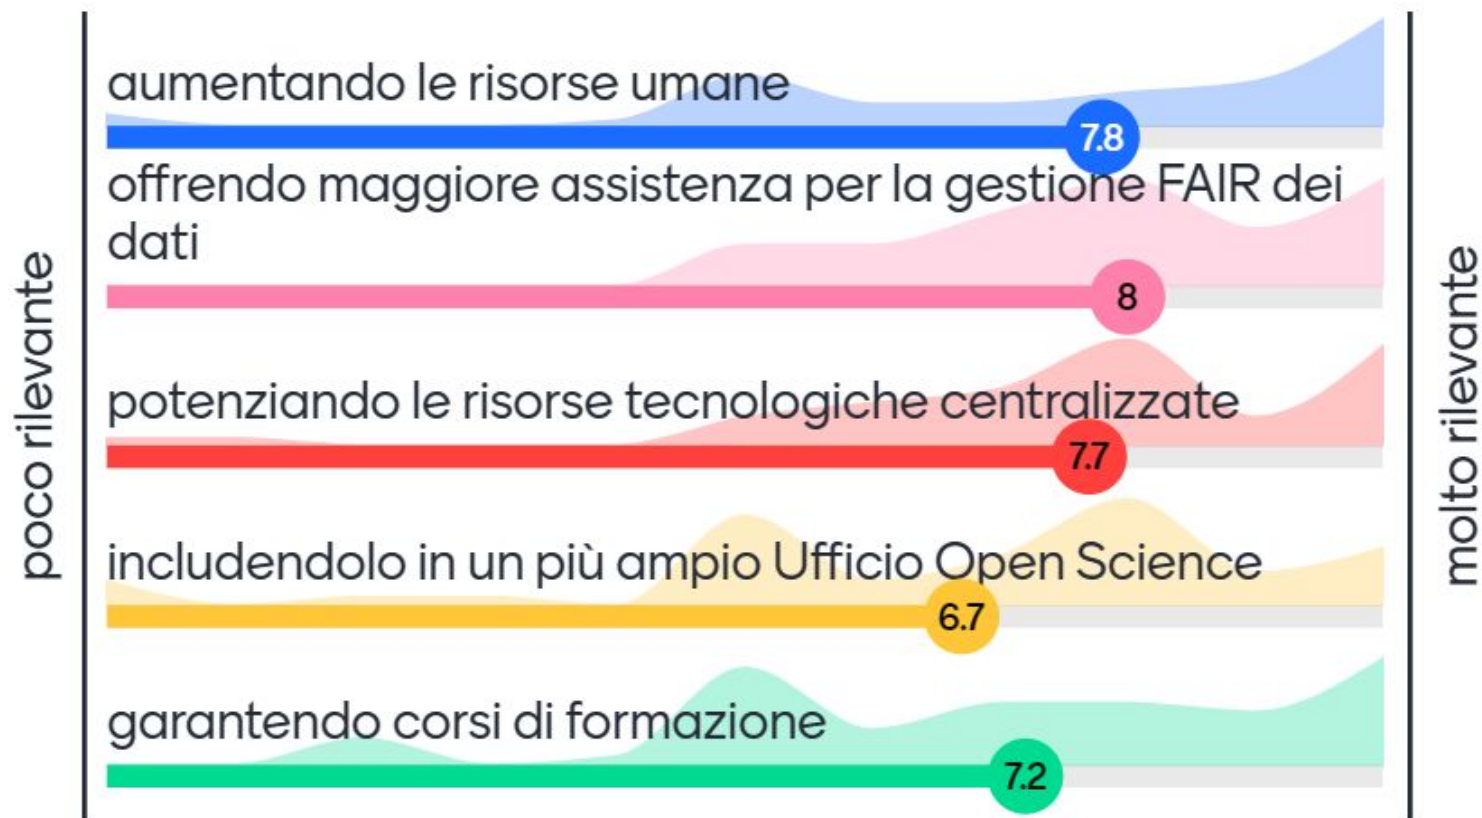 poco rilevante
aumentando le risorse umane
7.8
offrendo maggiore assistenza per la gestione FAIR dei
dati
8
potenziando le risorse tecnologiche centralizzate
7.7
includendolo in un più ampio Ufficio Open Science
6.7
garantendo corsi di formazione
7.2
molto rilevante